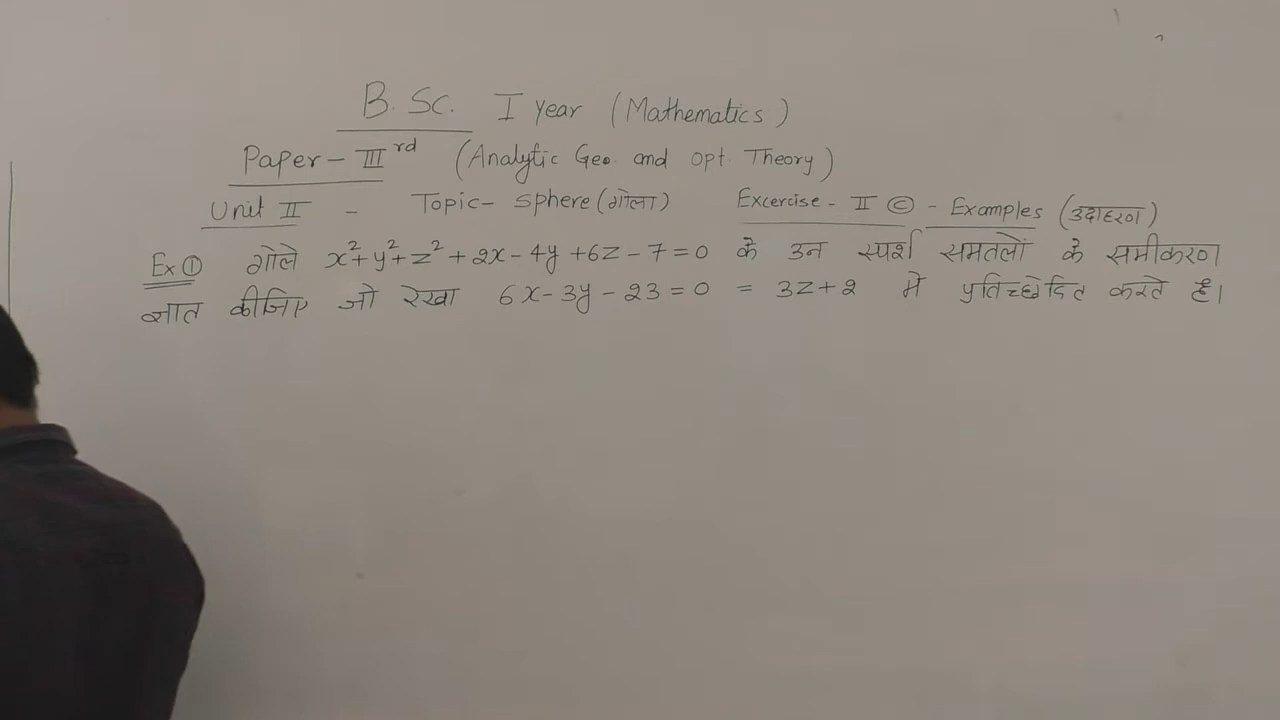 B.Sc. I year (Mathematics)
Paper - III rd (Analytic Geo. and Opt. Theory)
Unit II - Topic - Sphere (गोला) Excercise - II (C) - Examples (उदाहरण)
Ex ① गोले x²+y²+z²+2x-4y+6z-7=0 के उन स्पर्श समतलों के समीकरण
ज्ञात कीजिए जो रेखा 6x-3y-23=0 = 3z+2 में प्रतिच्छेदित करते है।